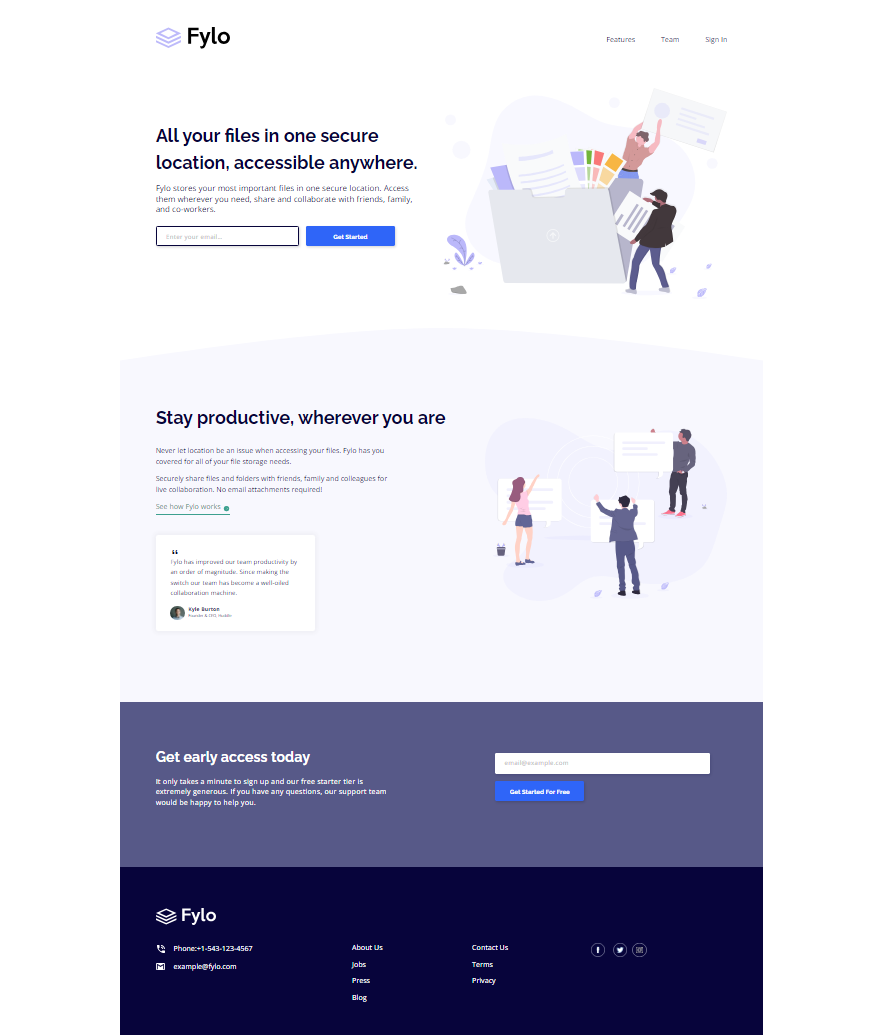 Fylo
Features Team Sign In
All your files in one secure
location, accessible anywhere.
Fylo stores your most important files in one secure location. Access
them wherever you need, share and collaborate with friends, family,
and co-workers.
Enter your email...
Get Started
Stay productive, wherever you are
Never let location be an issue when accessing your files. Fylo has you
covered for all of your file storage needs.
Securely share files and folders with friends, family and colleagues for
live collaboration. No email attachments required!
See how Fylo works
“
Fylo has improved our team productivity by
an order of magnitude. Since making the
switch our team has become a well-oiled
collaboration machine.
Kyle Burton
Founder & CEO, Huddle
Get early access today
It only takes a minute to sign up and our free starter tier is
extremely generous. If you have any questions, our support team
would be happy to help you.
email@example.com
Get Started For Free
Fylo
Phone:+1-543-123-4567
example@fylo.com
About Us
Jobs
Press
Blog
Contact Us
Terms
Privacy